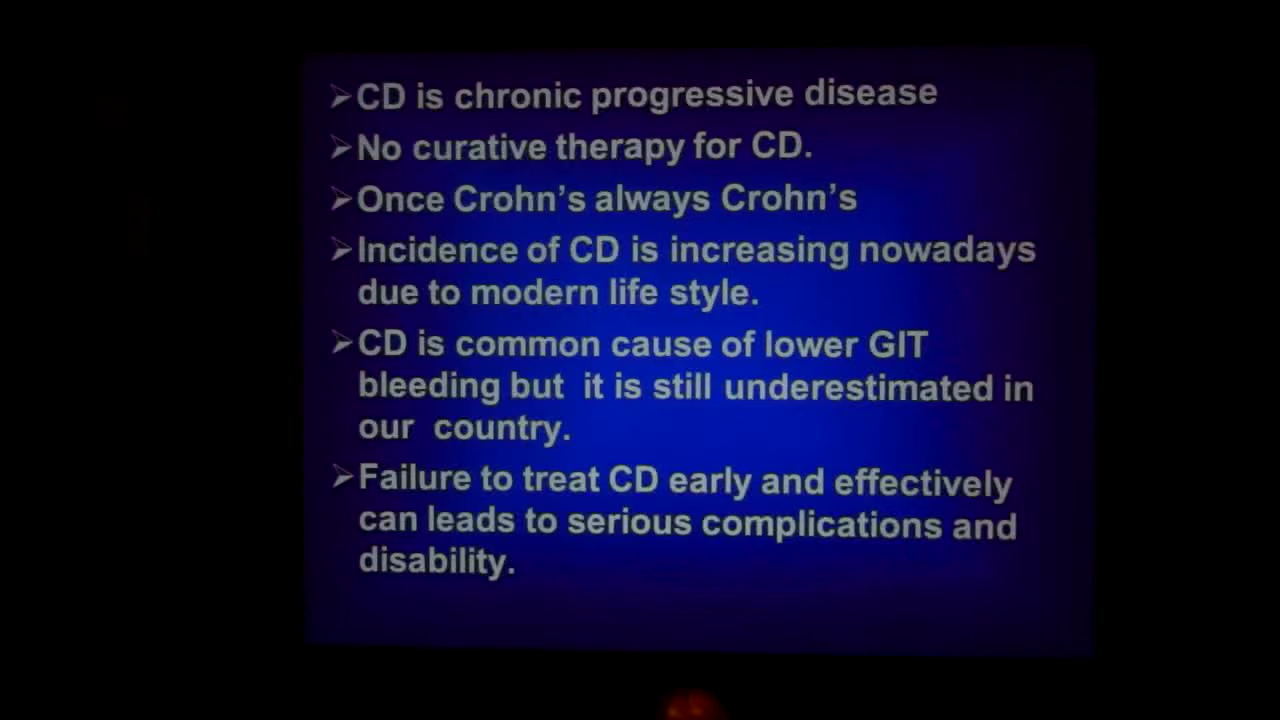 ➢CD is chronic progressive disease
➢No curative therapy for CD.
➢Once Crohn’s always Crohn’s
➢Incidence of CD is increasing nowadays
due to modern life style.
➢CD is common cause of lower GIT
bleeding but it is still underestimated in
our country.
➢Failure to treat CD early and effectively
can leads to serious complications and
disability.